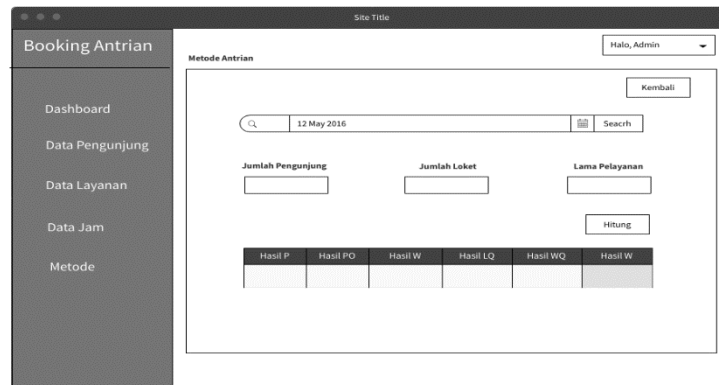 Site Title
Booking Antrian
Halo, Admin
Metode Antrian
Kembali
Dashboard
12 May 2016
Seacrh
Data Pengunjung
Jumlah Pengunjung
Jumlah Loket
Lama Pelayanan
Data Layanan
Data Jam
Hitung
Metode
Hasil P Hasil PO Hasil W Hasil LQ Hasil WQ Hasil W